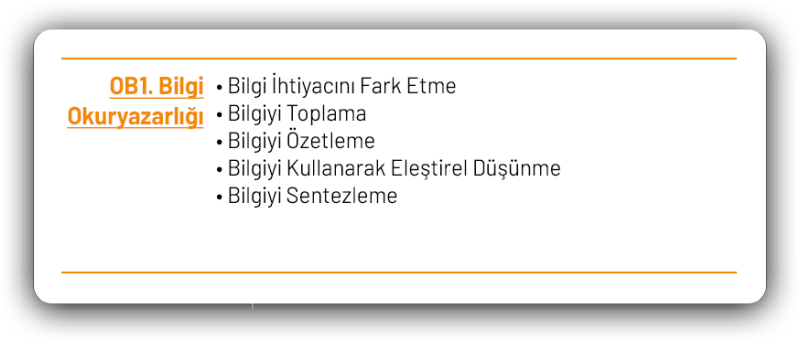 OB1. Bilgi
Okuryazarlığı
• Bilgi İhtiyacını Fark Etme
• Bilgiyi Toplama
• Bilgiyi Özetleme
• Bilgiyi Kullanarak Eleştirel Düşünme
• Bilgiyi Sentezleme